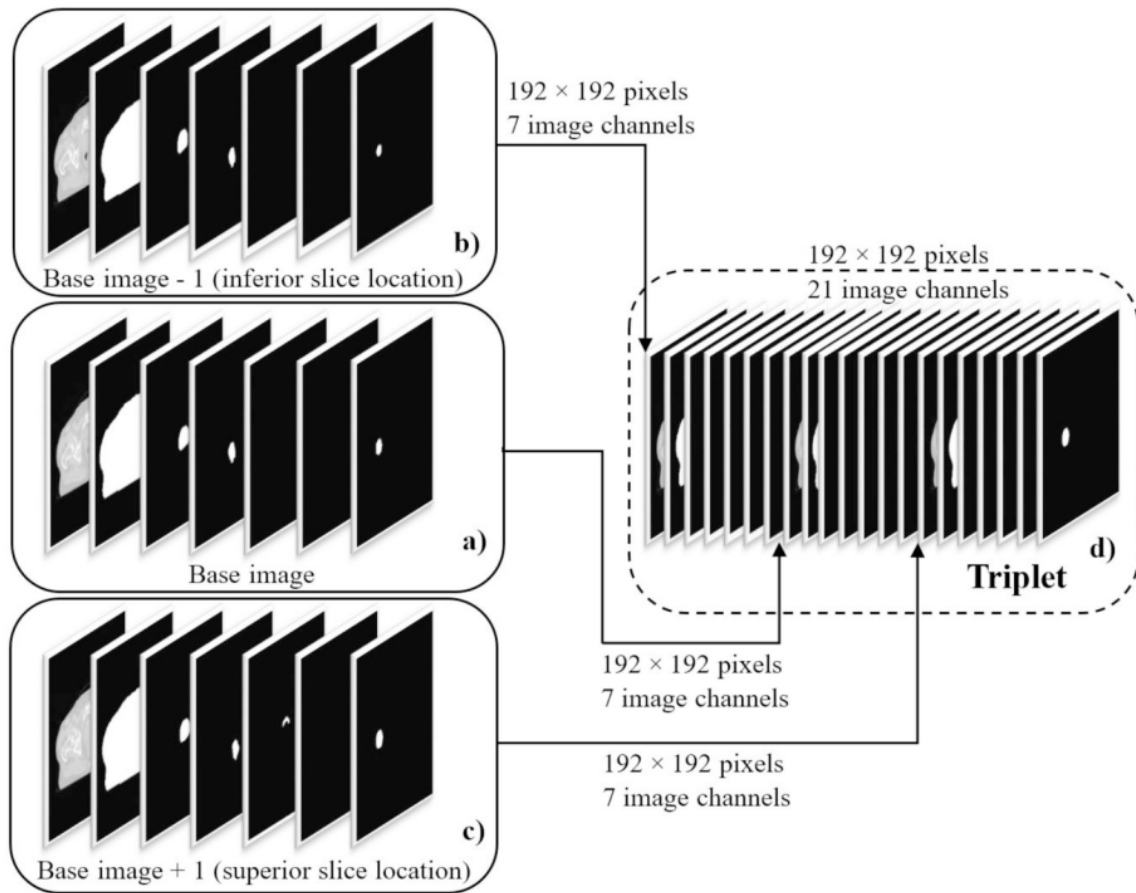 192 × 192 pixels
7 image channels
b)
Base image - 1 (inferior slice location)
192 × 192 pixels
21 image channels
d)
Triplet
a)
Base image
192 × 192 pixels
7 image channels
192 × 192 pixels
7 image channels
c)
Base image + 1 (superior slice location)